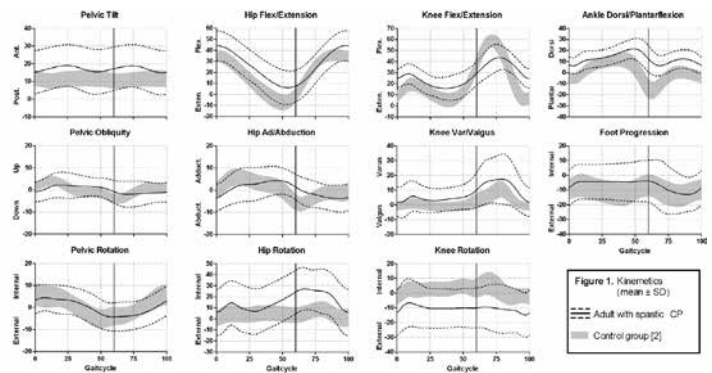 Pelvic Tilt
Hip Flex/Extension
Knee Flex/Extension
Ankle Dorsi/Plantarflexion
Ant.
Post.
Flex.
Exten.
Flex.
Exten.
Dorsi
Plantar
Pelvic Obliquity
Hip Ad/Abduction
Knee Var/Valgus
Foot Progression
Up
Down
Adduct.
Abduct.
Varus
Valgus
Internal
External
Gaitcycle
Pelvic Rotation
Hip Rotation
Knee Rotation
Internal
External
Internal
External
Internal
External
Gaitcycle
Gaitcycle
Gaitcycle
Figure 1. Kinemetics
(mean ± SD)
Adult with spastic CP
Control group [2]